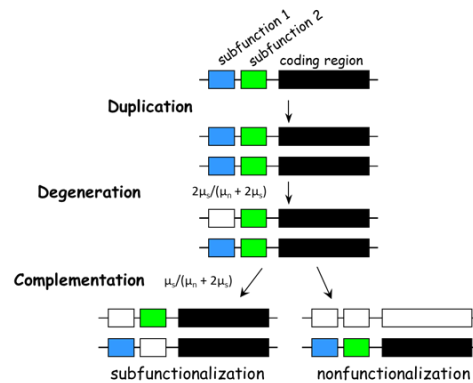 subfunction 1
subfunction 2
coding region
Duplication
Degeneration
2μs/(μn + 2μs)
Complementation
μs/(μn + 2μs)
subfunctionalization
nonfunctionalization